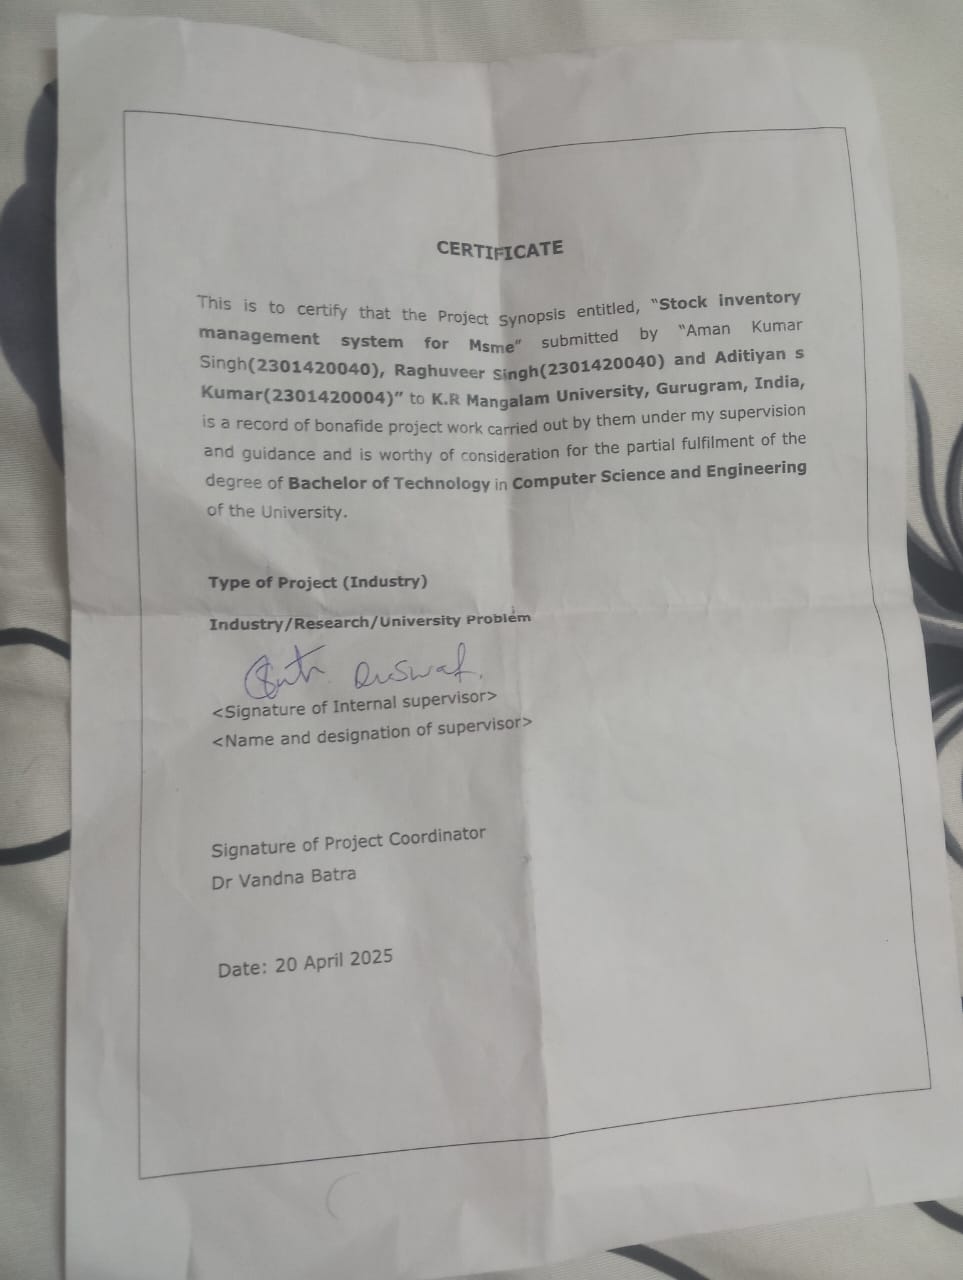 CERTIFICATE
This is to certify that the Project Synopsis entitled, "Stock inventory
management system for Msme" submitted by "Aman Kumar
Singh(2301420040), Raghuveer Singh(2301420040) and Aditiyan s
Kumar(2301420004)" to K.R Mangalam University, Gurugram, India,
is a record of bonafide project work carried out by them under my supervision
and guidance and is worthy of consideration for the partial fulfilment of the
degree of Bachelor of Technology in Computer Science and Engineering
of the University.
Type of Project (Industry)
Industry/Research/University Problem
<Signature of Internal supervisor>
<Name and designation of supervisor>
Signature of Project Coordinator
Dr Vandna Batra
Date: 20 April 2025